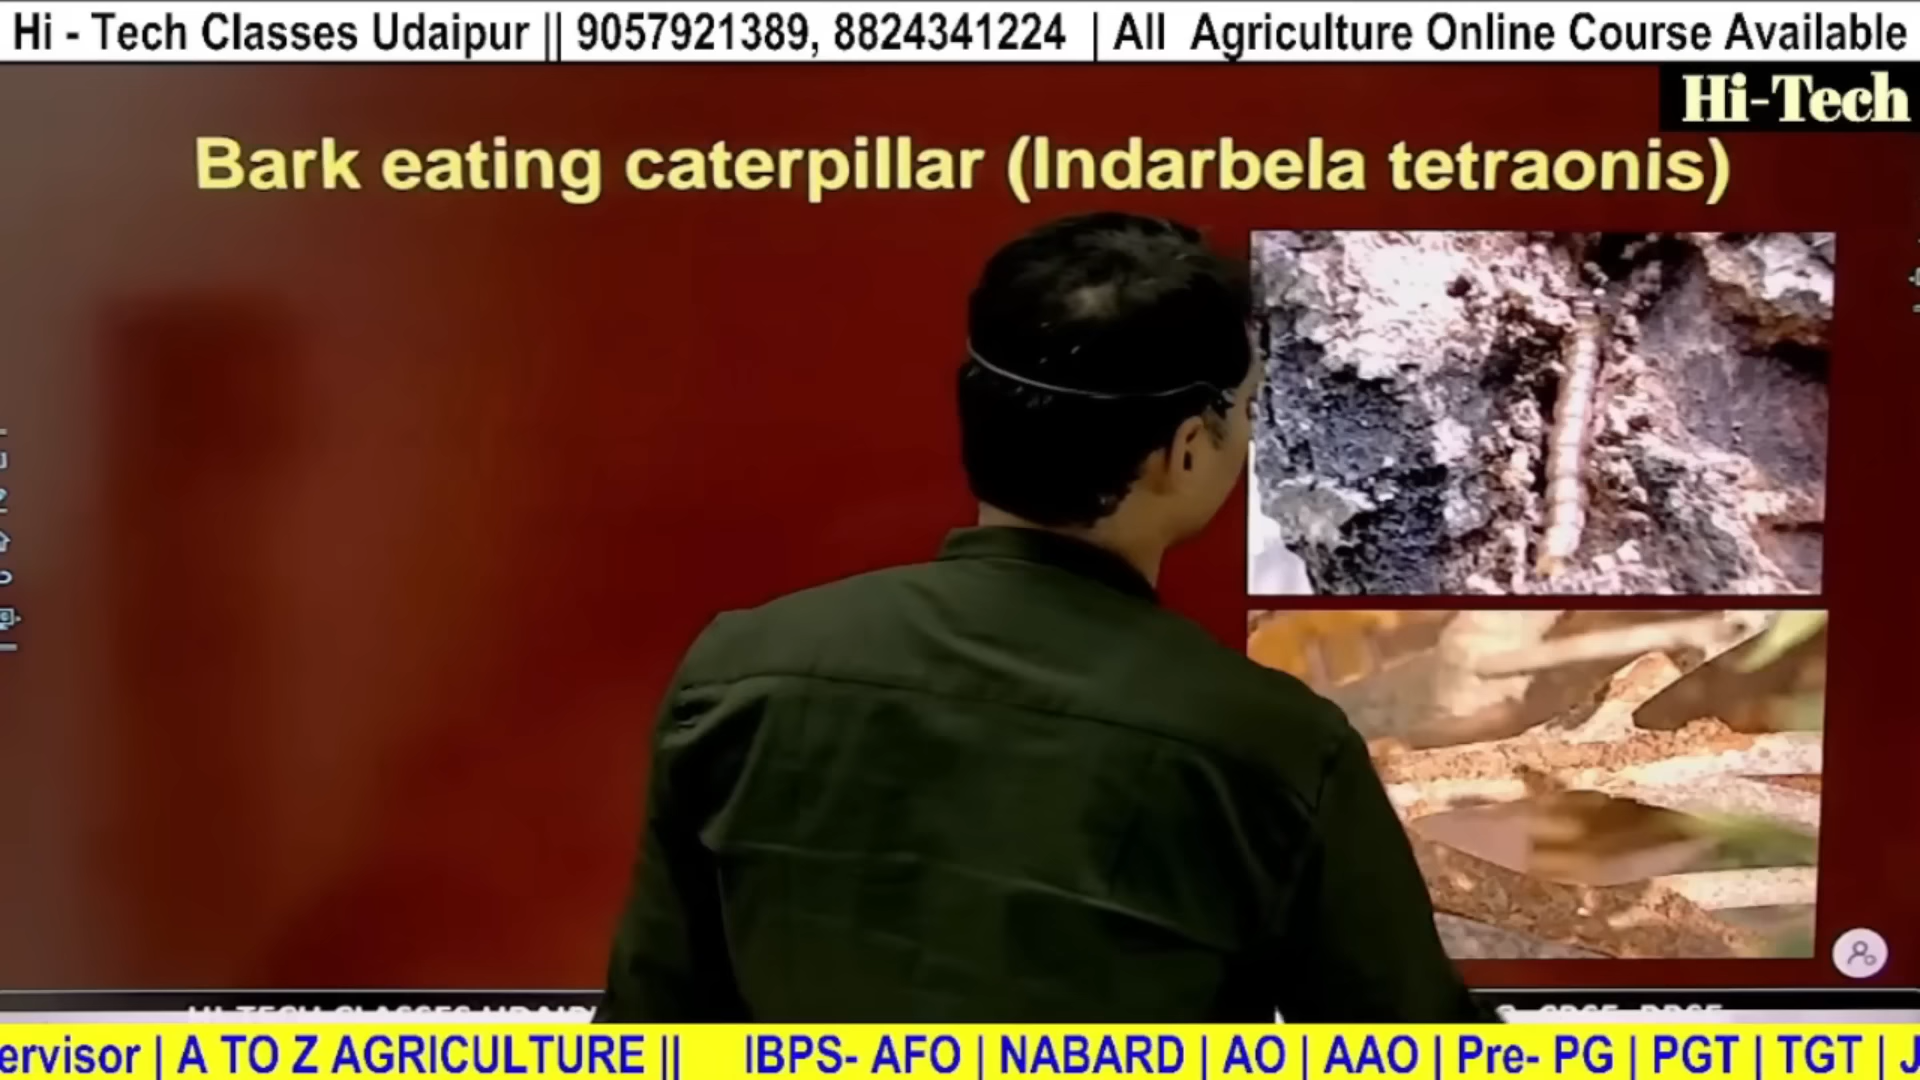 Hi - Tech Classes Udaipur || 9057921389, 8824341224 | All Agriculture Online Course Available
Hi-Tech
Bark eating caterpillar (Indarbela tetraonis)
ervisor | A TO Z AGRICULTURE || IBPS- AFO | NABARD | AO | AAO | Pre- PG | PGT | TGT | J